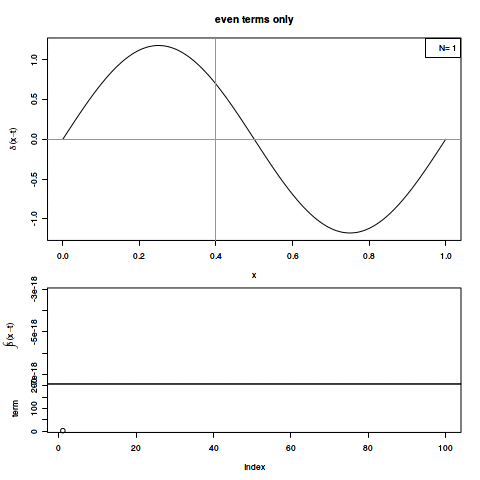 even terms only
N= 1
δ(x-t)
1.0
0.5
0.0
-0.5
-1.0
0.0 0.2 0.4 0.6 0.8 1.0
x
∫δ(x-t)
-3e-18
-5e-18
term
100
0
0 20 40 60 80 100
Index